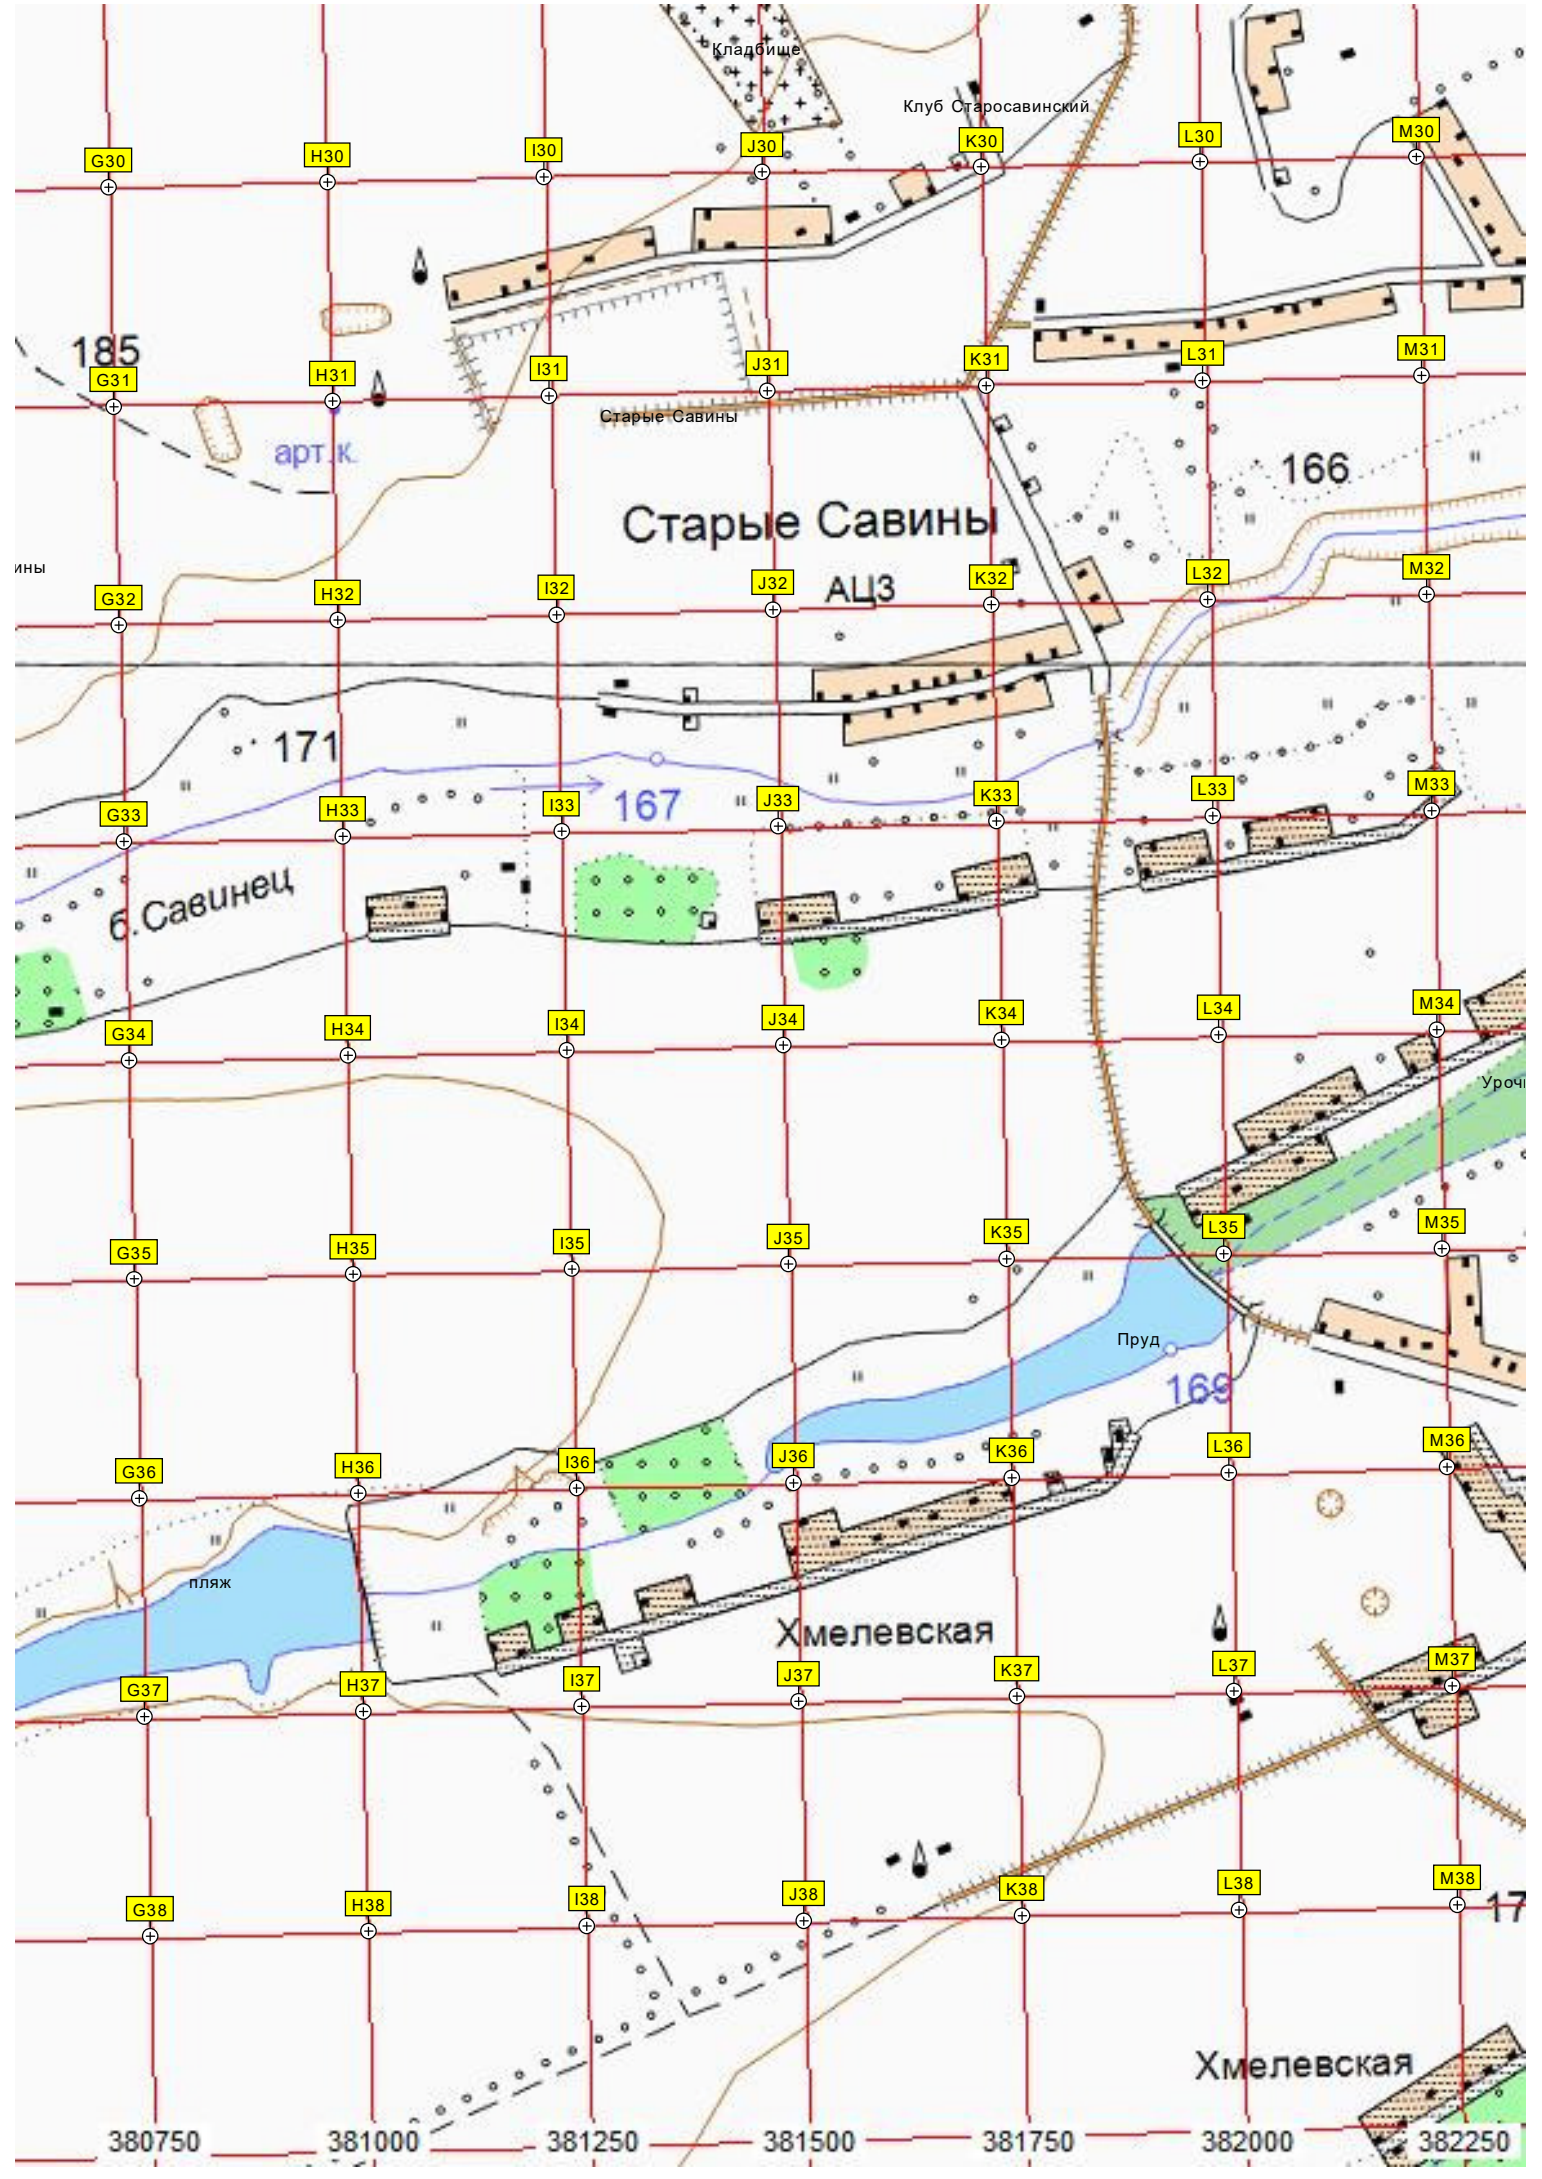 Кладбище
Клуб Старосавинский
G30 H30 I30 J30 K30 L30 M30
185
G31 H31 I31 J31 K31 L31 M31
Старые Савины
арт.к.
166
Старые Савины
АЦЗ
ины
G32 H32 I32 J32 K32 L32 M32
171
167
G33 H33 I33 J33 K33 L33 M33
б.Савинец
G34 H34 I34 J34 K34 L34 M34
Уроч
G35 H35 I35 J35 K35 L35 M35
Пруд
169
G36 H36 I36 J36 K36 L36 M36
пляж
Хмелевская
G37 H37 I37 J37 K37 L37 M37
G38 H38 I38 J38 K38 L38 M38
17
Хмелевская
380750 381000 381250 381500 381750 382000 382250